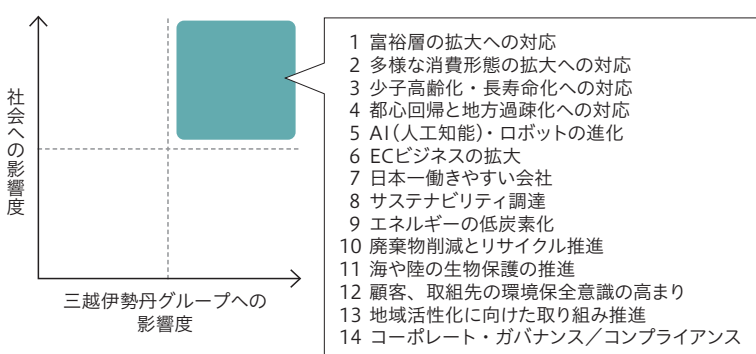 社会への影響度
三越伊勢丹グループへの
影響度
1 富裕層の拡大への対応
2 多様な消費形態の拡大への対応
3 少子高齢化・長寿命化への対応
4 都心回帰と地方過疎化への対応
5 AI(人工知能)・ロボットの進化
6 ECビジネスの拡大
7 日本一働きやすい会社
8 サステナビリティ調達
9 エネルギーの低炭素化
10 廃棄物削減とリサイクル推進
11 海や陸の生物保護の推進
12 顧客、取組先の環境保全意識の高まり
13 地域活性化に向けた取り組み推進
14 コーポレート・ガバナンス／コンプライアンス